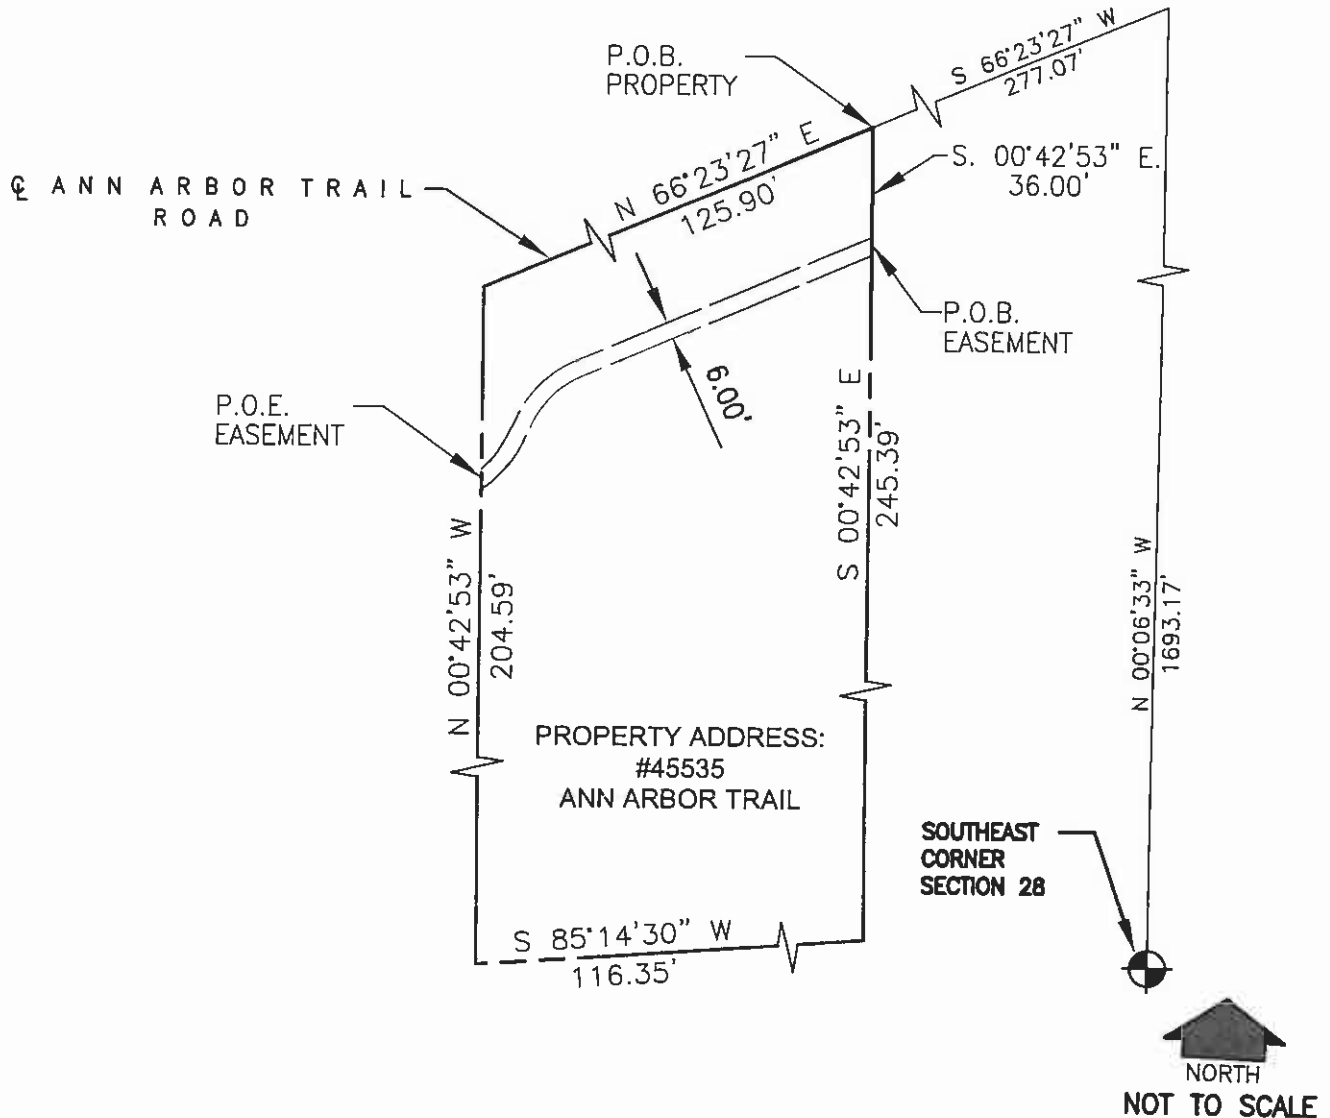 P.O.B.
PROPERTY
S 66°23'27" W
277.07'
℄ ANN ARBOR TRAIL
ROAD
N 66°23'27" E
125.90'
S. 00°42'53" E.
36.00'
P.O.B.
EASEMENT
6.00'
P.O.E.
EASEMENT
S 00°42'53" E
245.39'
N 00°42'53" W
204.59'
N 00°06'33" W
1693.17'
PROPERTY ADDRESS:
#45535
ANN ARBOR TRAIL
SOUTHEAST
CORNER
SECTION 28
S 85°14'30" W
116.35'
NORTH
NOT TO SCALE